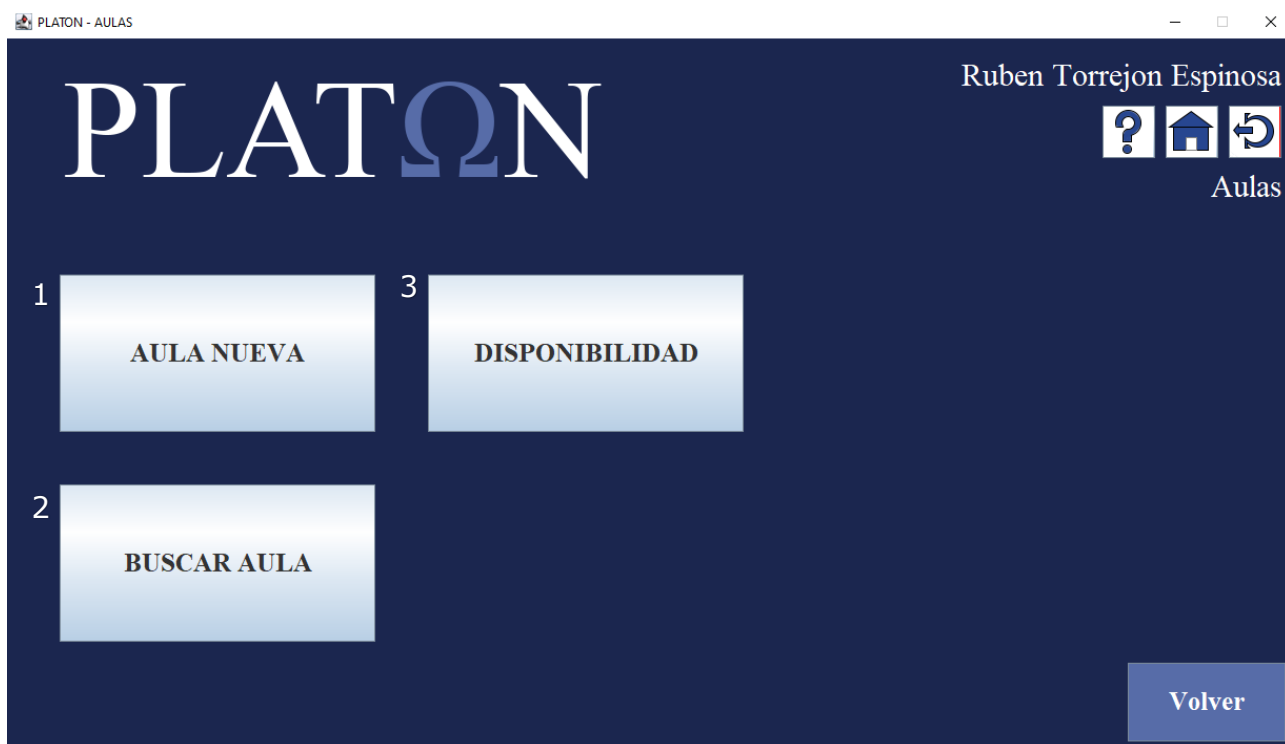 PLATON - AULAS
PLATΩN
Ruben Torrejon Espinosa
?
Aulas
1
AULA NUEVA
3
DISPONIBILIDAD
2
BUSCAR AULA
Volver